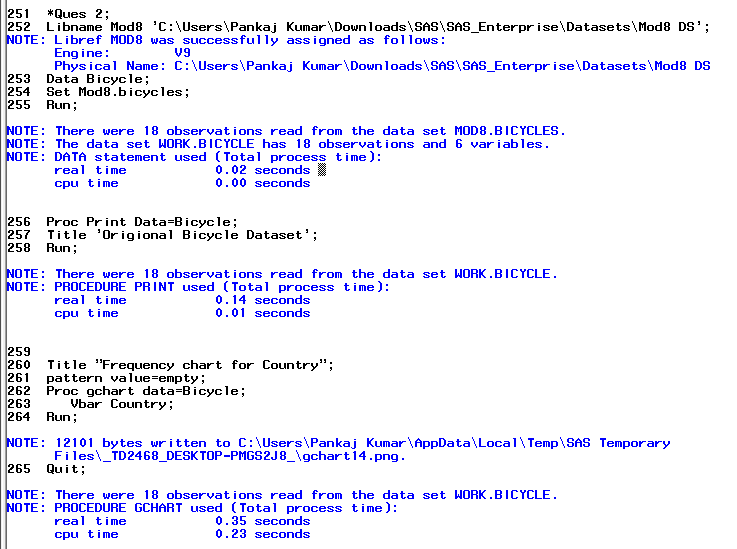 251  *Ques 2;
252  Libname Mod8 'C:\Users\Pankaj Kumar\Downloads\SAS\SAS_Enterprise\Datasets\Mod8 DS';
NOTE: Libref MOD8 was successfully assigned as follows:
      Engine:        V9
      Physical Name: C:\Users\Pankaj Kumar\Downloads\SAS\SAS_Enterprise\Datasets\Mod8 DS
253  Data Bicycle;
254  Set Mod8.bicycles;
255  Run;
NOTE: There were 18 observations read from the data set MOD8.BICYCLES.
NOTE: The data set WORK.BICYCLE has 18 observations and 6 variables.
NOTE: DATA statement used (Total process time):
      real time           0.02 seconds
      cpu time            0.00 seconds
256  Proc Print Data=Bicycle;
257  Title 'Origional Bicycle Dataset';
258  Run;
NOTE: There were 18 observations read from the data set WORK.BICYCLE.
NOTE: PROCEDURE PRINT used (Total process time):
      real time           0.14 seconds
      cpu time            0.01 seconds
259
260  Title "Frequency chart for Country";
261  pattern value=empty;
262  Proc gchart data=Bicycle;
263     Vbar Country;
264  Run;
NOTE: 12101 bytes written to C:\Users\Pankaj Kumar\AppData\Local\Temp\SAS Temporary
      Files\_TD2468_DESKTOP-PMGS2J8_\gchart14.png.
265  Quit;
NOTE: There were 18 observations read from the data set WORK.BICYCLE.
NOTE: PROCEDURE GCHART used (Total process time):
      real time           0.35 seconds
      cpu time            0.23 seconds